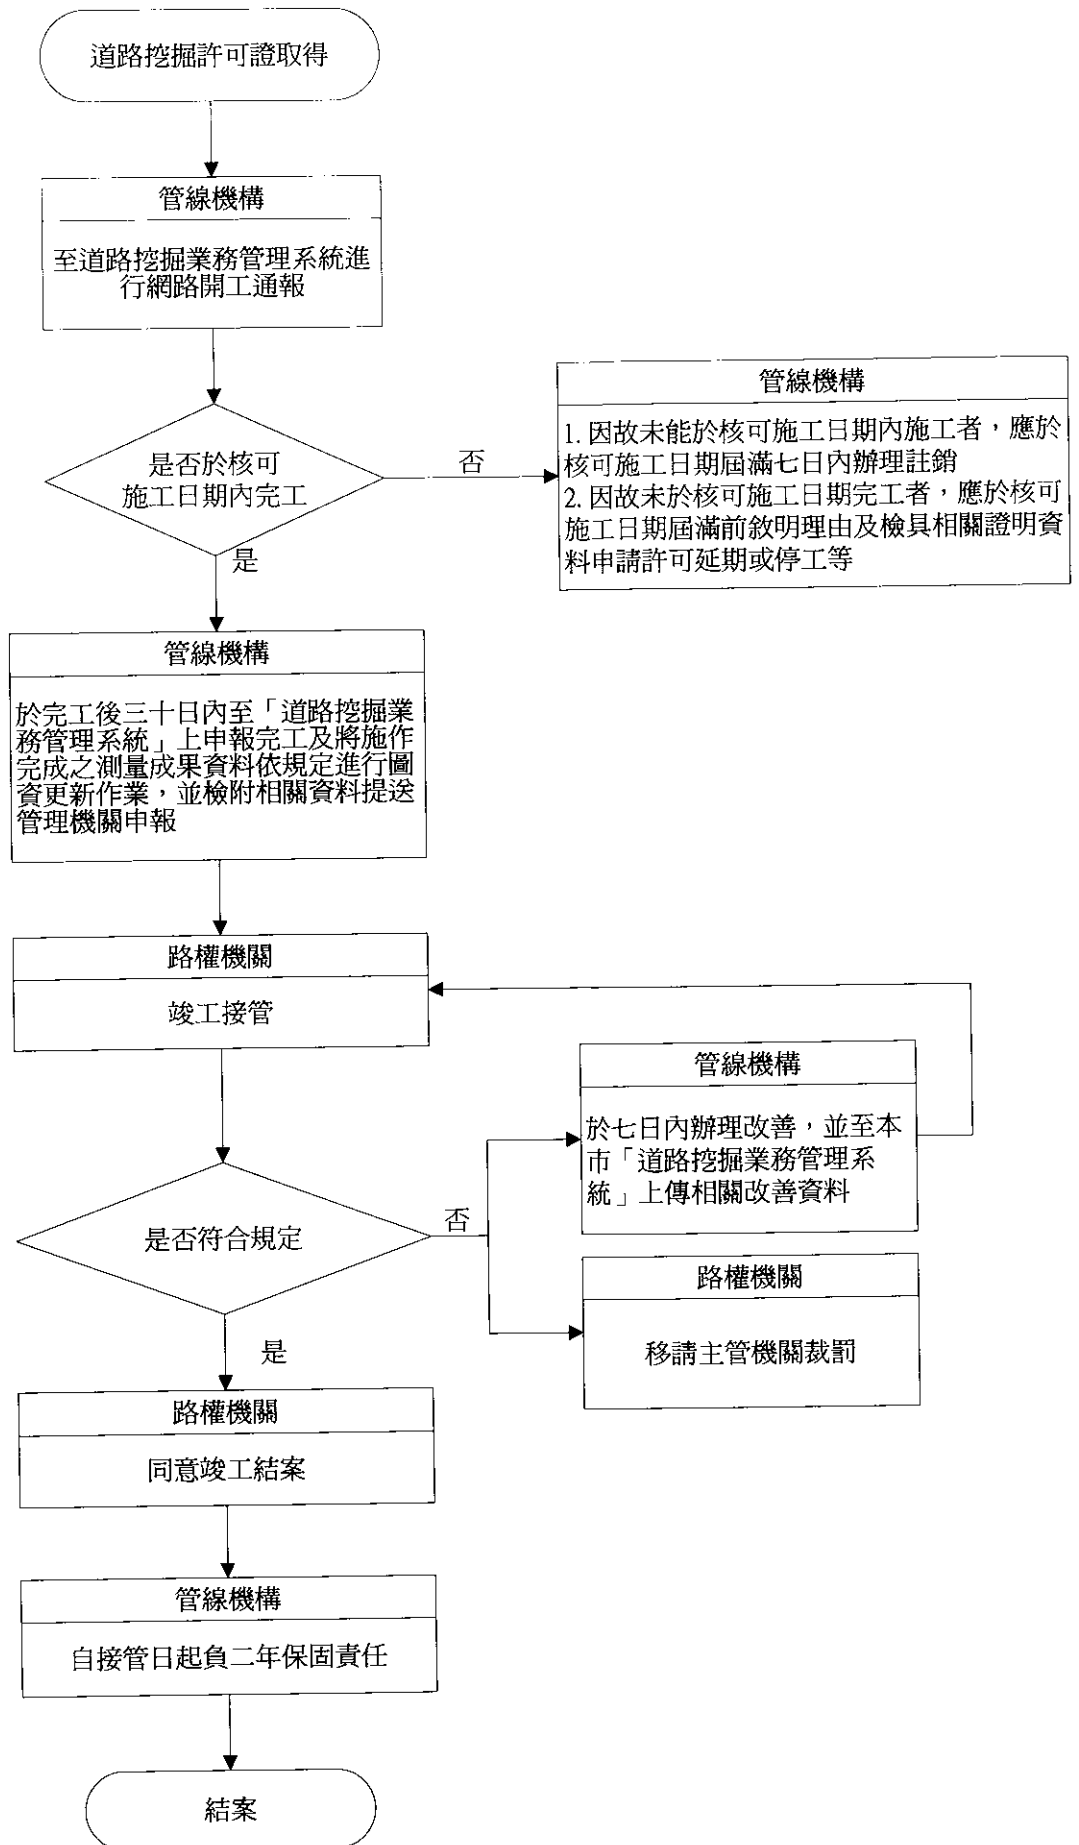 道路挖掘許可證取得
管線機構
至道路挖掘業務管理系統進
行網路開工通報
是否於核可
施工日期內完工
否
管線機構
1. 因故未能於核可施工日期內施工者，應於
核可施工日期屆滿七日內辦理註銷
2. 因故未於核可施工日期完工者，應於核可
施工日期屆滿前敘明理由及檢具相關證明資
料申請許可延期或停工等
是
管線機構
於完工後三十日內至「道路挖掘業
務管理系統」上申報完工及將施作
完成之測量成果資料依規定進行圖
資更新作業，並檢附相關資料提送
管理機關申報
路權機關
竣工接管
是否符合規定
否
管線機構
於七日內辦理改善，並至本
市「道路挖掘業務管理系
統」上傳相關改善資料
路權機關
移請主管機關裁罰
是
路權機關
同意竣工結案
管線機構
自接管日起負二年保固責任
結案